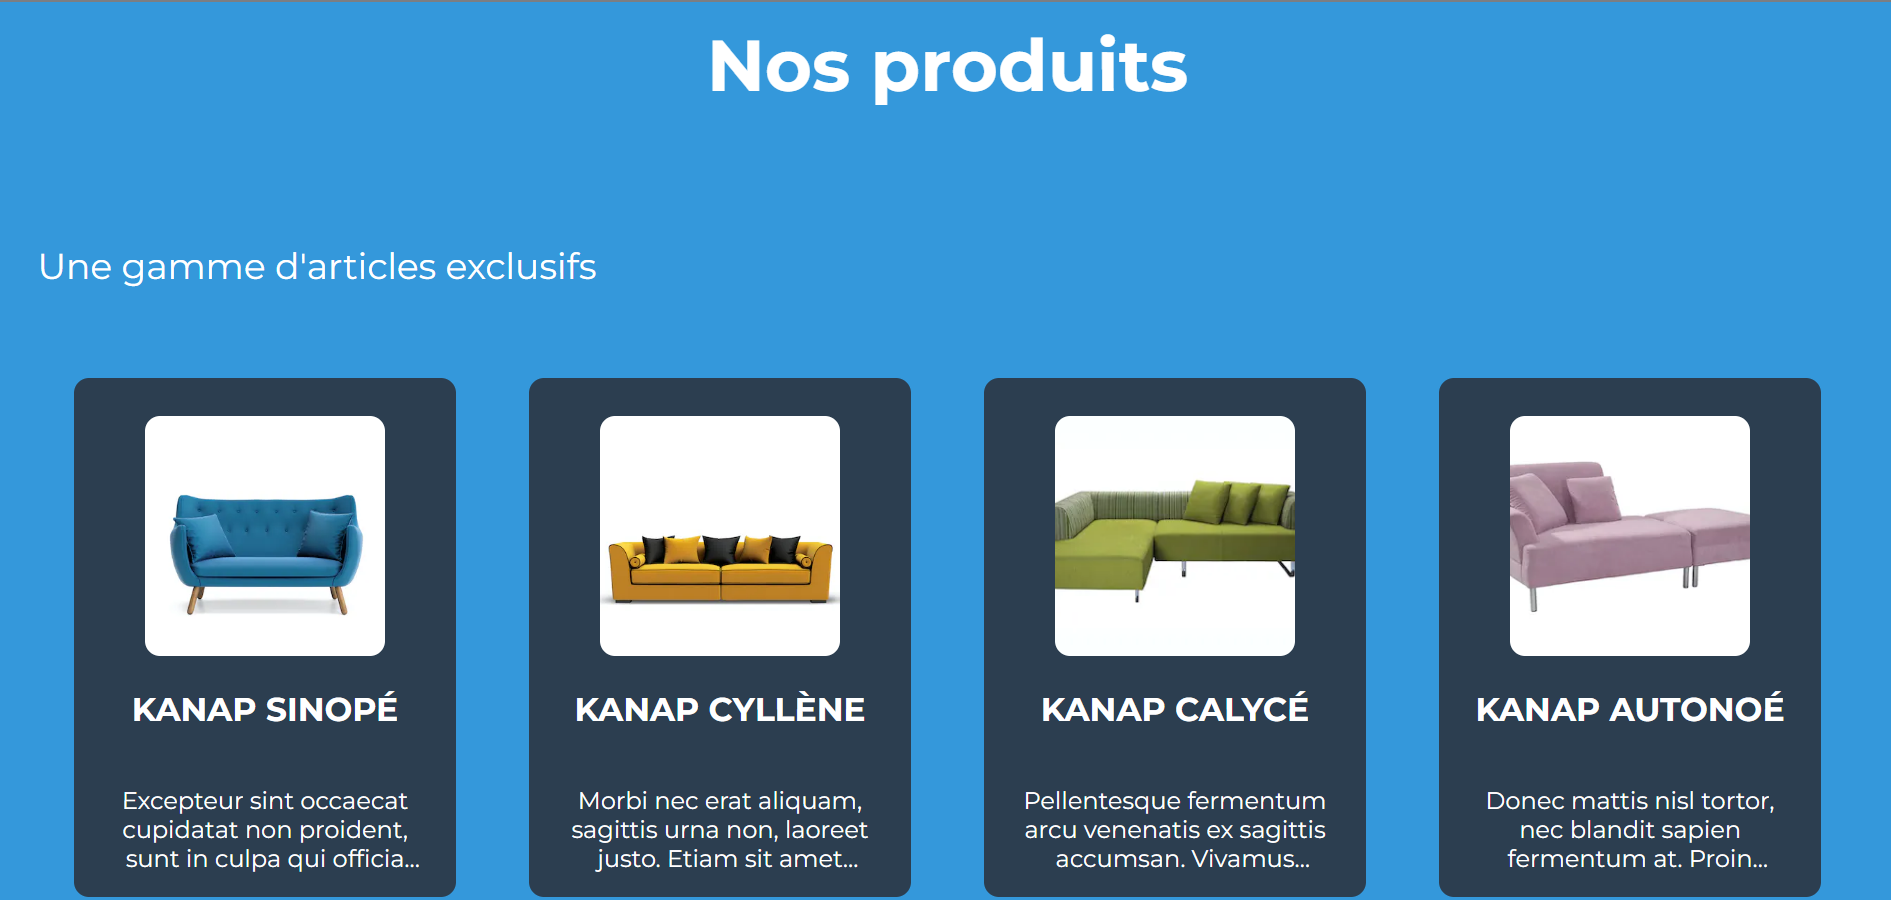 Nos produits
Une gamme d'articles exclusifs
KANAP SINOPÉ
Excepteur sint occaecat
cupidatat non proident,
sunt in culpa qui officia...
KANAP CYLLÈNE
Morbi nec erat aliquam,
sagittis urna non, laoreet
justo. Etiam sit amet...
KANAP CALYCÉ
Pellentesque fermentum
arcu venenatis ex sagittis
accumsan. Vivamus...
KANAP AUTONOÉ
Donec mattis nisl tortor,
nec blandit sapien
fermentum at. Proin...